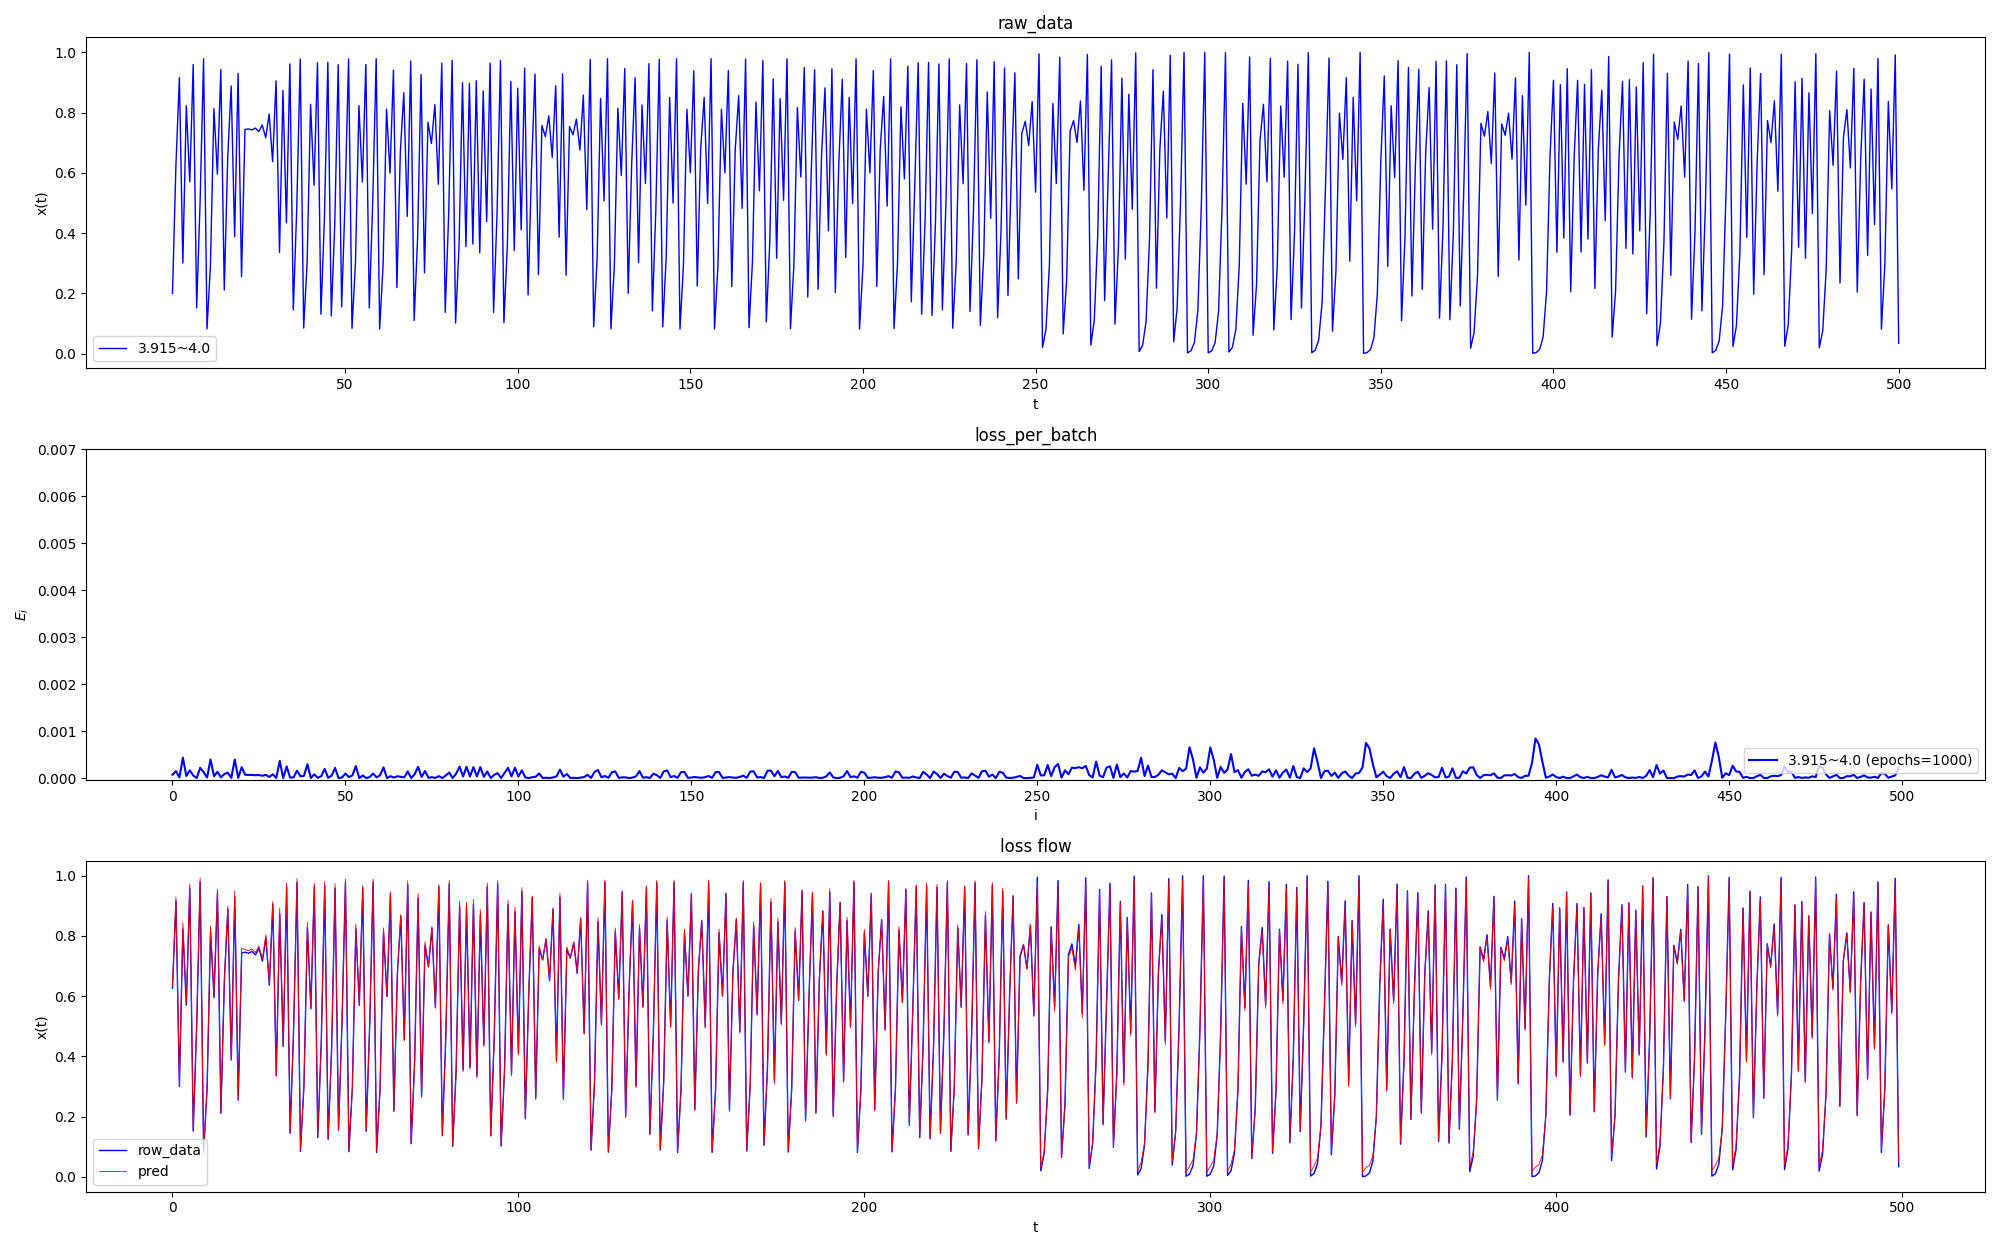 raw_data
1.0
0.8
0.6
0.4
0.2
0.0
x(t)
3.915~4.0
50 100 150 200 250 300 350 400 450 500
t
loss_per_batch
0.007
0.006
0.005
0.004
0.003
0.002
0.001
0.000
E_i
3.915~4.0 (epochs=1000)
0 50 100 150 200 250 300 350 400 450 500
i
loss flow
1.0
0.8
0.6
0.4
0.2
0.0
x(t)
row_data
pred
0 100 200 300 400 500
t